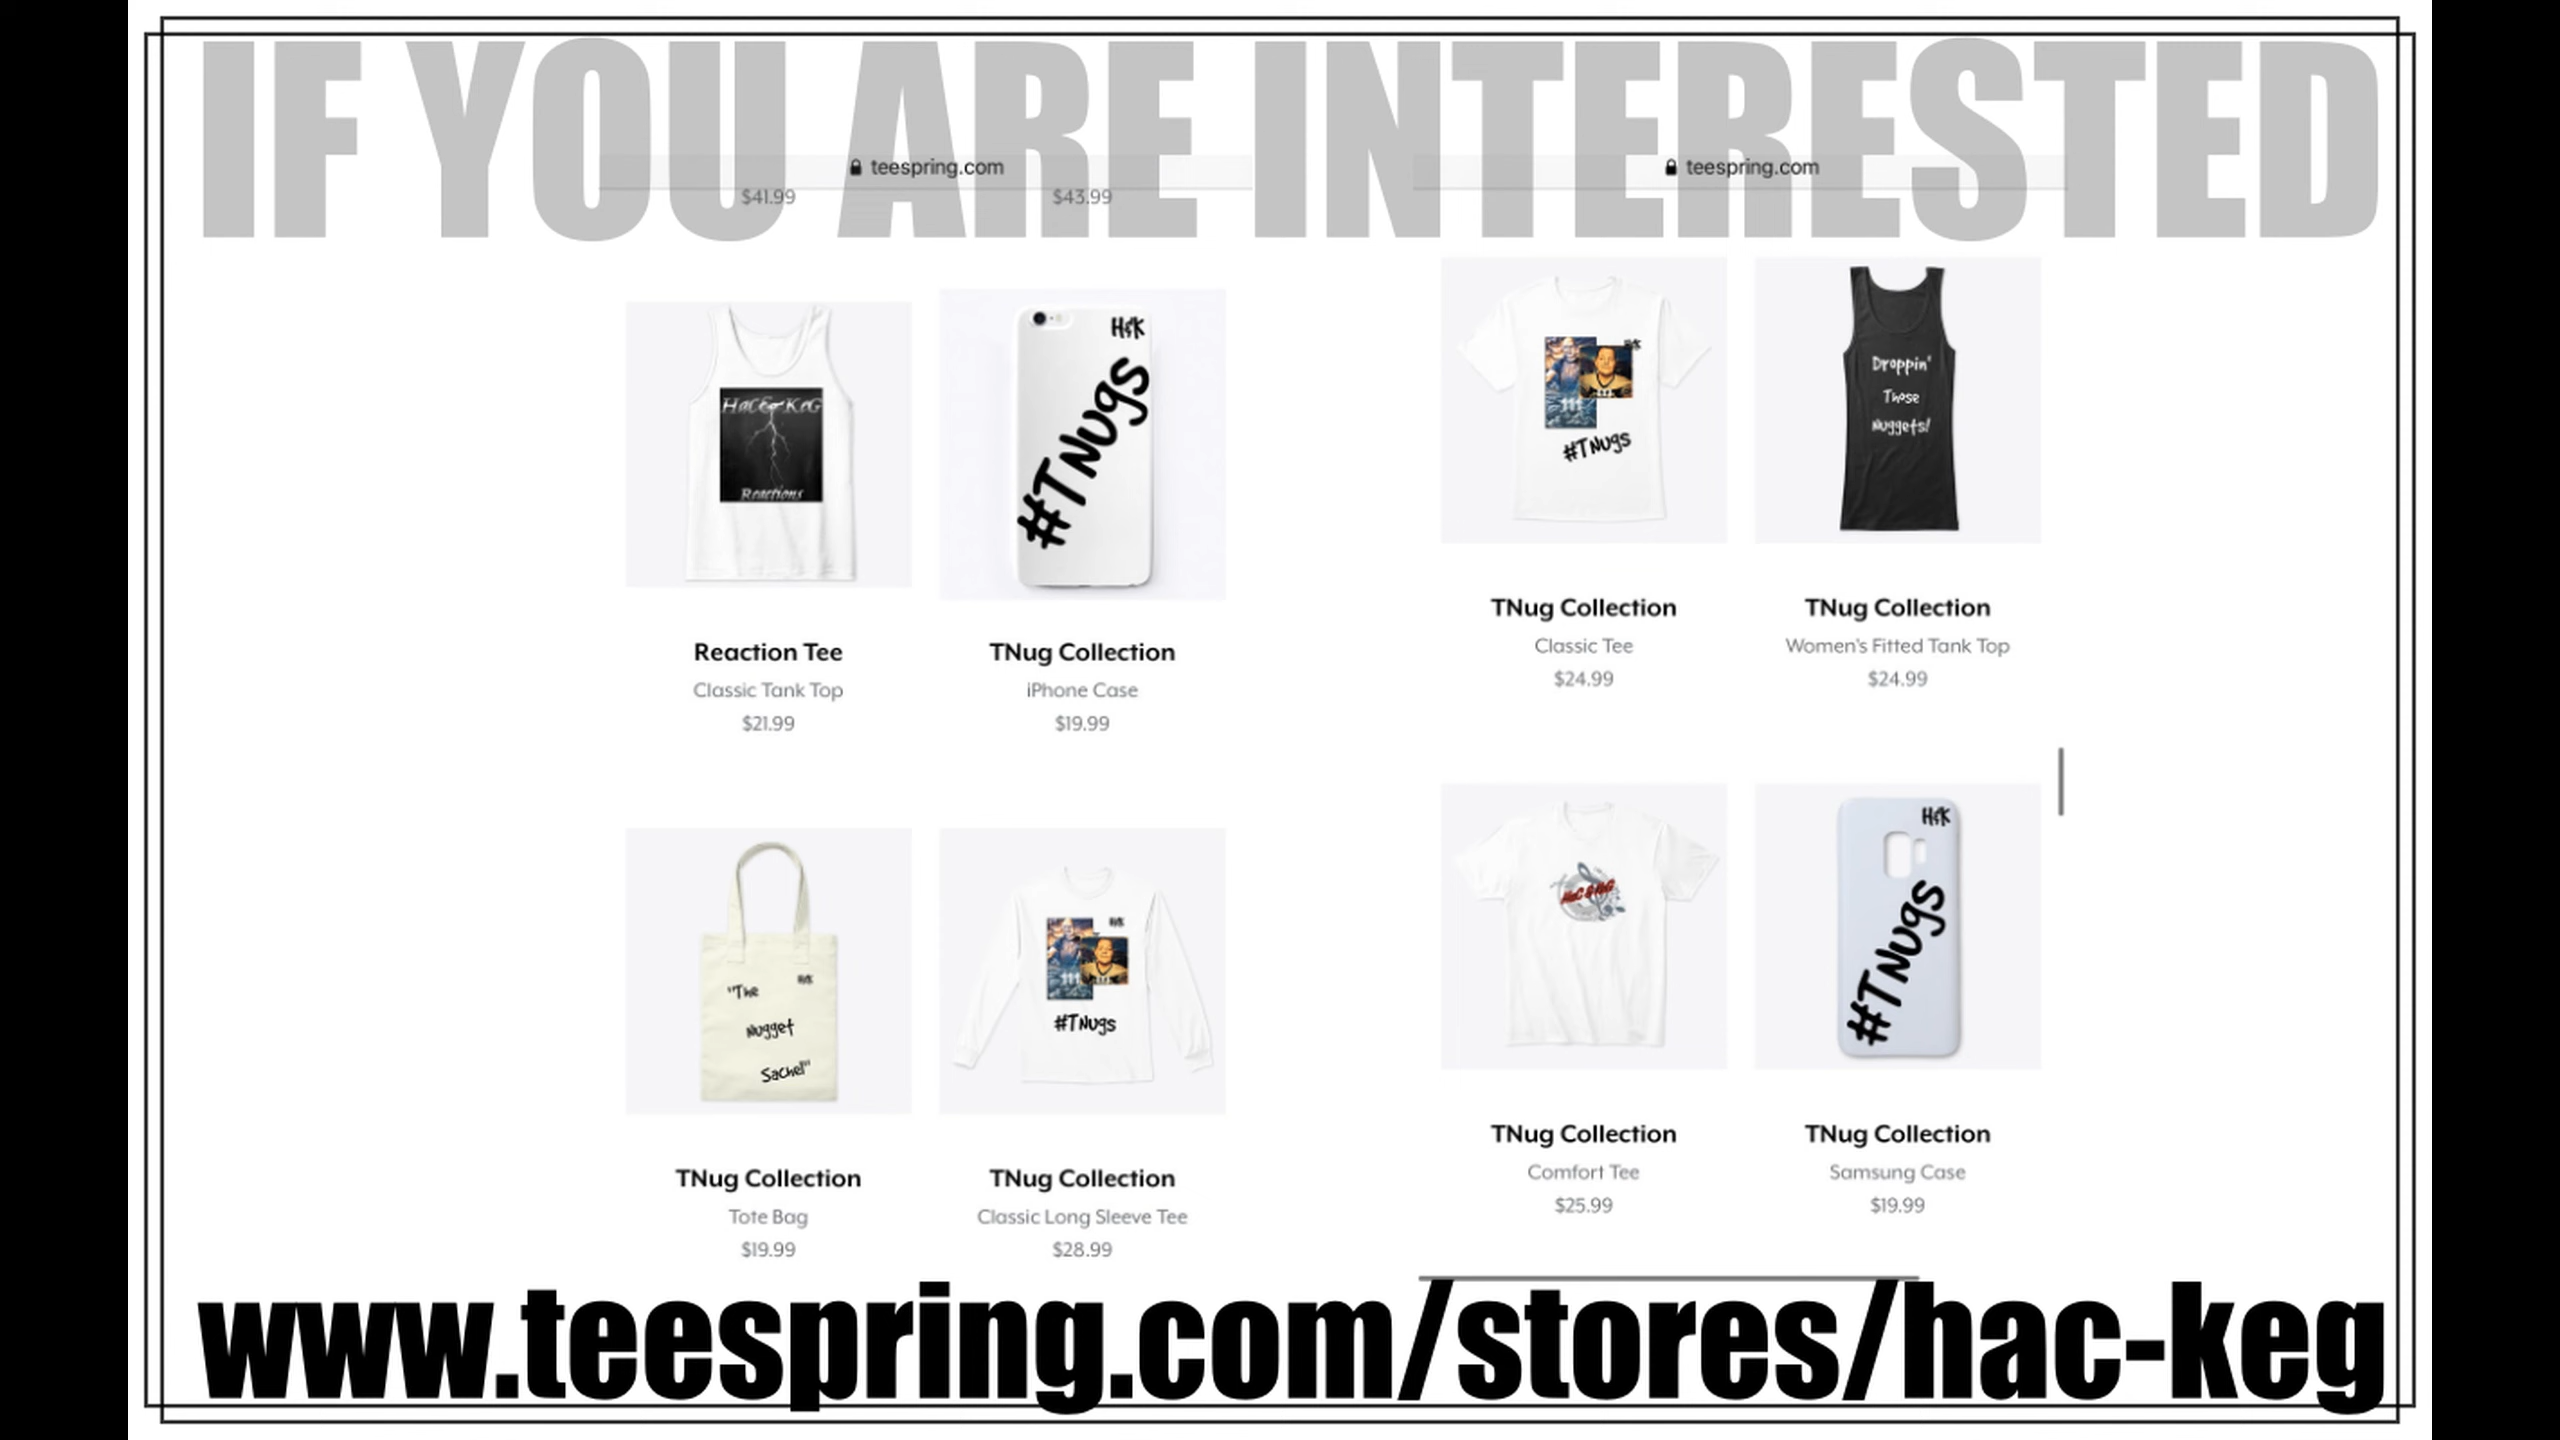 IF YOU ARE INTERESTED
teespring.com
$41.99 $43.99
HaC & KeG
Reactions
H&K
#TNugs
Reaction Tee
Classic Tank Top
$21.99
TNug Collection
iPhone Case
$19.99
"The
Nugget
Sachel"
H&K
H&K
#TNugs
TNug Collection
Tote Bag
$19.99
TNug Collection
Classic Long Sleeve Tee
$28.99
teespring.com
H&K
#TNugs
Droppin'
Those
Nuggets!
TNug Collection
Classic Tee
$24.99
TNug Collection
Women's Fitted Tank Top
$24.99
HaC & KeG
H&K
#TNugs
TNug Collection
Comfort Tee
$25.99
TNug Collection
Samsung Case
$19.99
www.teespring.com/stores/hac-keg